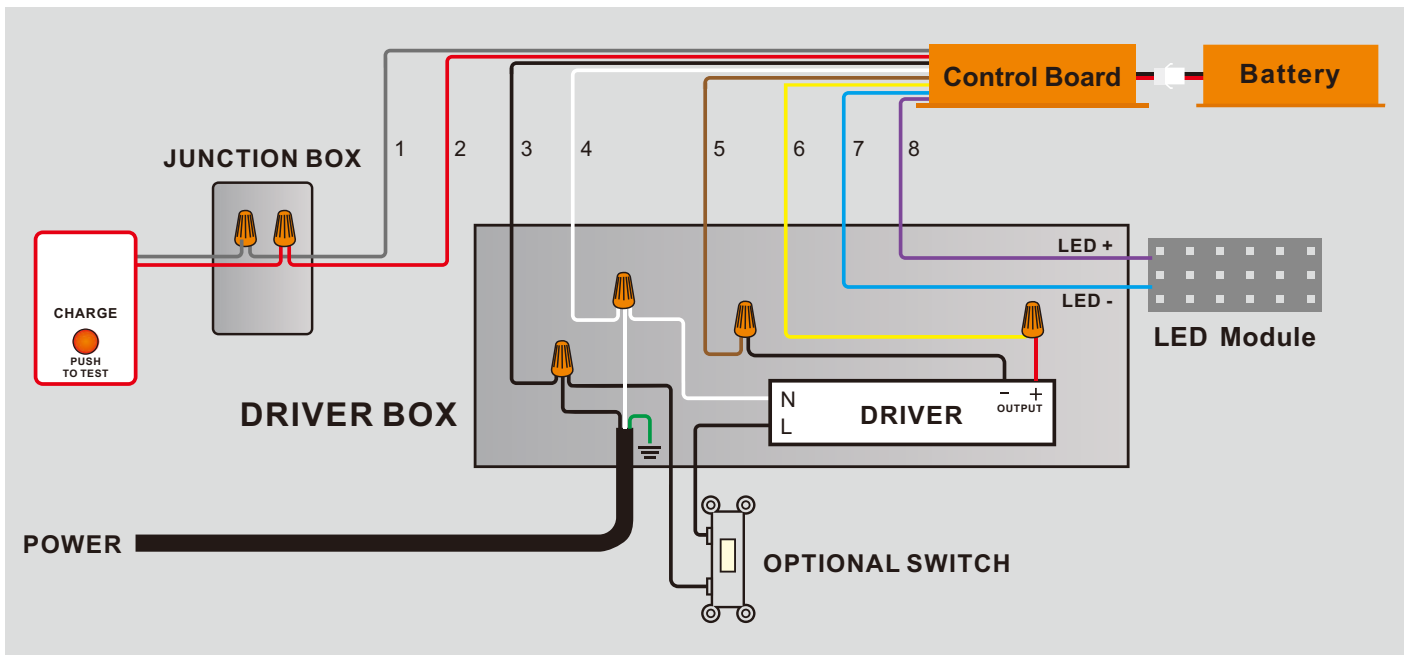 Control Board
Battery
JUNCTION BOX
1
2
3
4
5
6
7
8
LED +
LED -
LED Module
CHARGE
PUSH
TO TEST
DRIVER BOX
N
L
DRIVER
- +
OUTPUT
POWER
OPTIONAL SWITCH